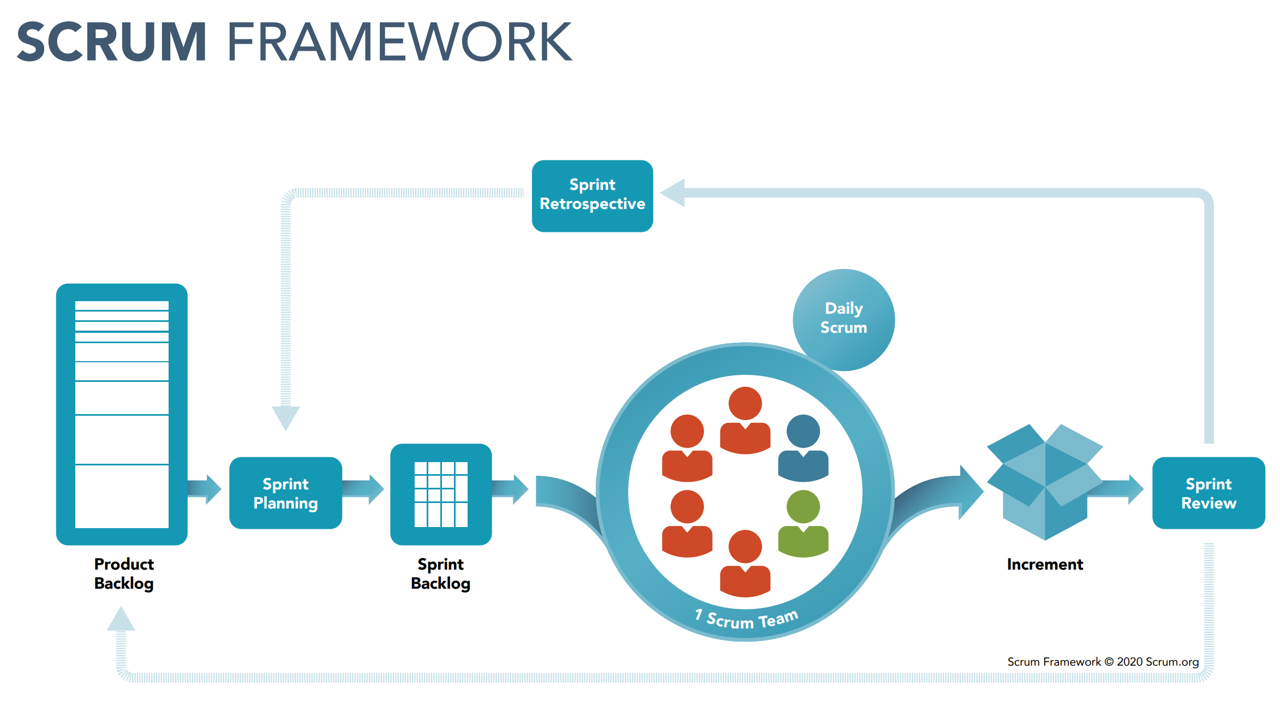 SCRUM FRAMEWORK
Sprint
Retrospective
Daily
Scrum
Sprint
Planning
Sprint
Review
Product
Backlog
Sprint
Backlog
1 Scrum Team
Increment
Scrum Framework © 2020 Scrum.org